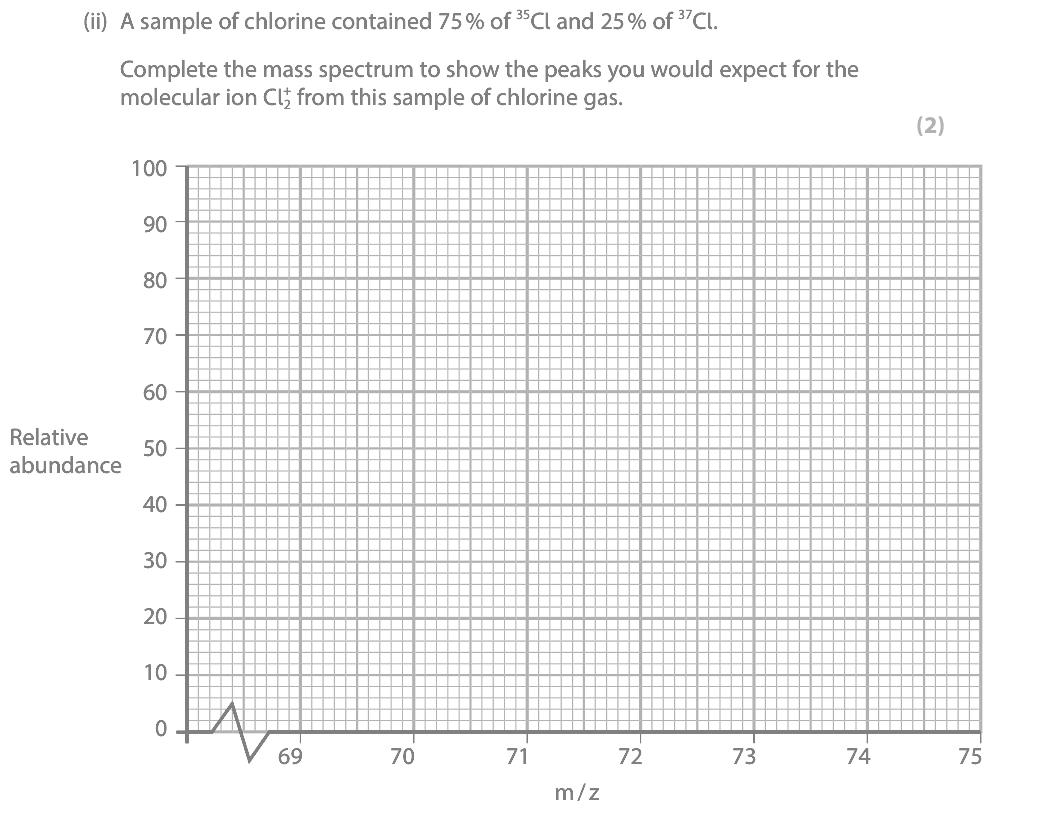 (ii) A sample of chlorine contained 75% of ³⁵Cl and 25% of ³⁷Cl.
Complete the mass spectrum to show the peaks you would expect for the
molecular ion Cl₂⁺ from this sample of chlorine gas.
(2)
100
90
80
70
60
Relative
abundance
50
40
30
20
10
0
69 70 71 72 73 74 75
m/z